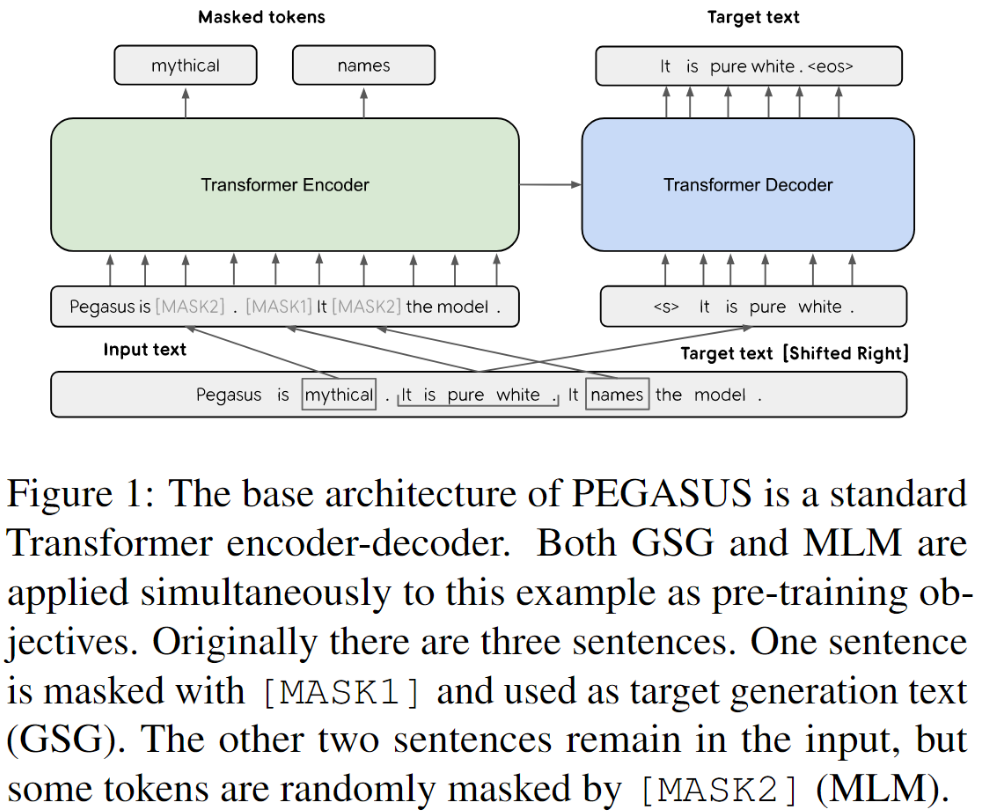 Masked tokens
Target text
mythical
names
It is pure white . <eos>
Transformer Encoder
Transformer Decoder
Pegasus is [MASK2] . [MASK1] It [MASK2] the model .
<s> It is pure white .
Input text
Target text [Shifted Right]
Pegasus is mythical . It is pure white . It names the model .
Figure 1: The base architecture of PEGASUS is a standard
Transformer encoder-decoder. Both GSG and MLM are
applied simultaneously to this example as pre-training ob-
jectives. Originally there are three sentences. One sentence
is masked with [MASK1] and used as target generation text
(GSG). The other two sentences remain in the input, but
some tokens are randomly masked by [MASK2] (MLM).